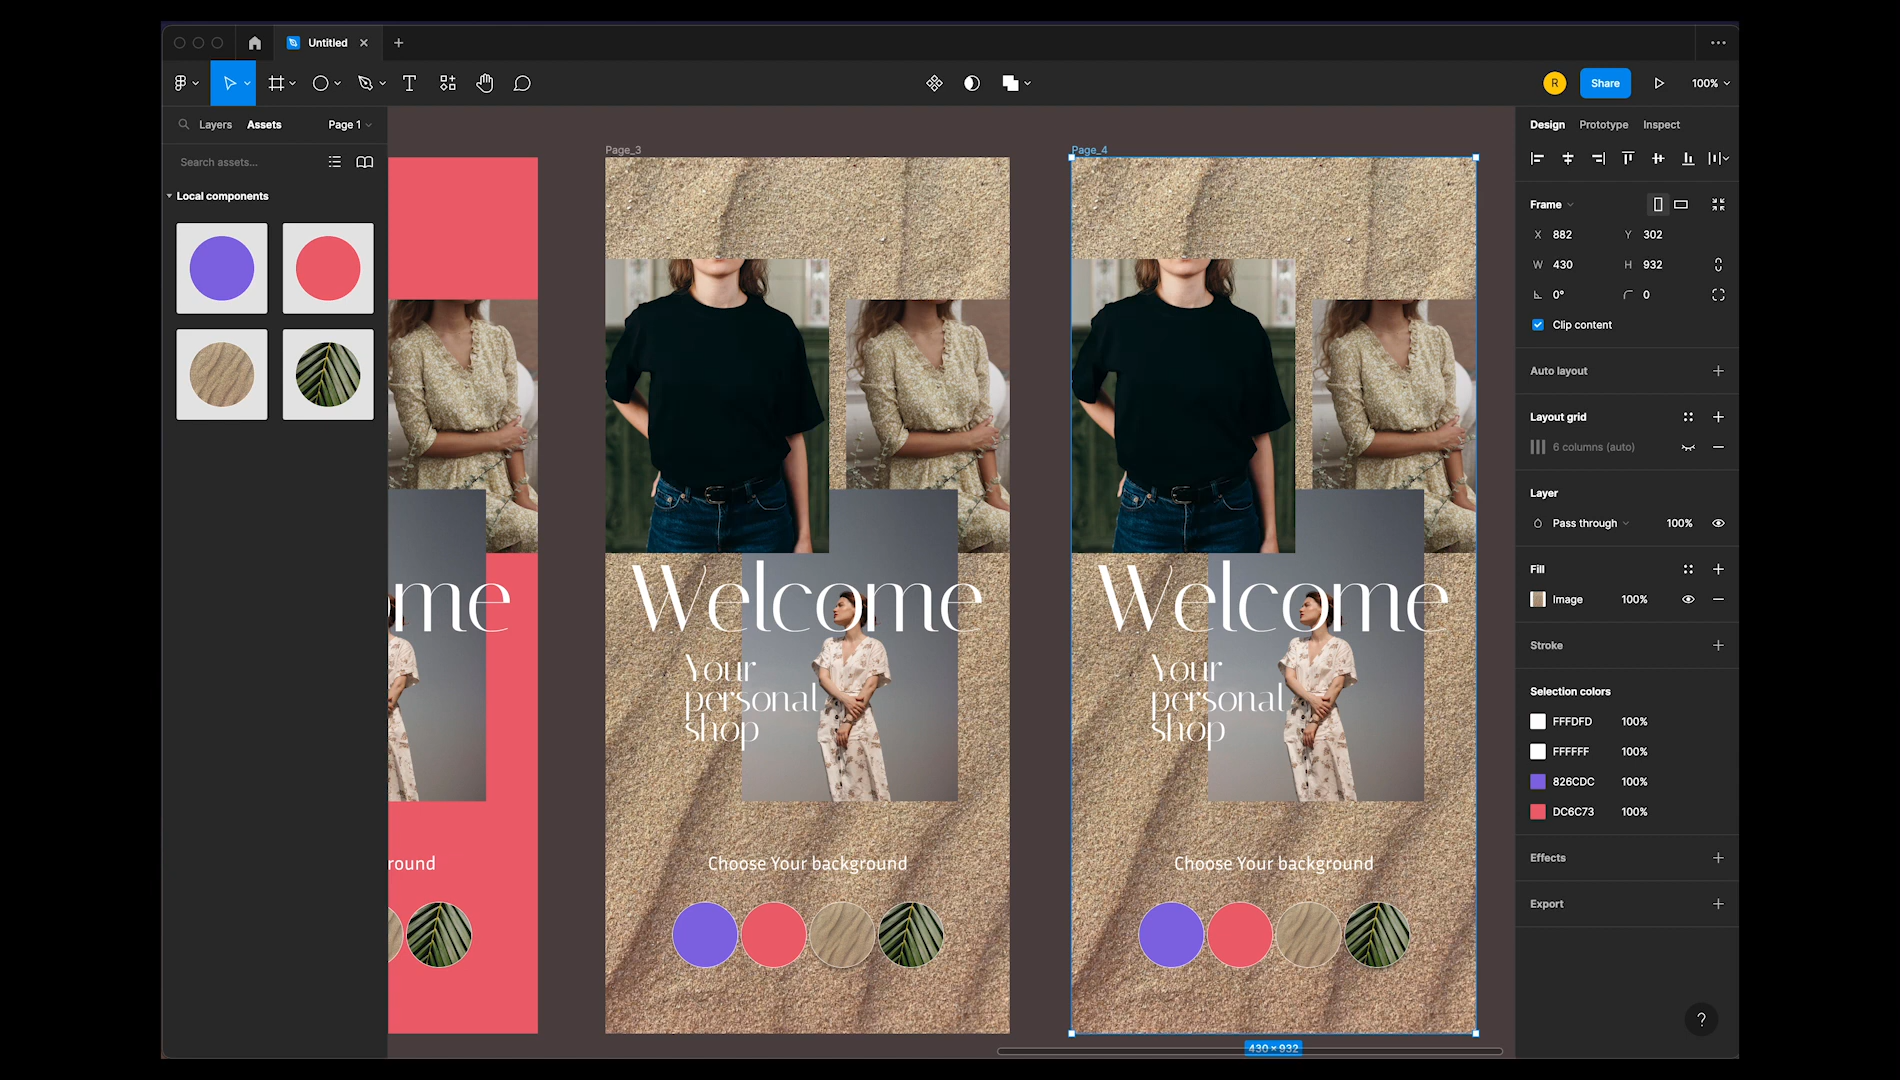 Untitled
R
Share
100%
Layers
Assets
Page 1
Search assets...
Local components
Page_3
Page_4
ome
round
Welcome
Your
personal
shop
Choose Your background
Welcome
Your
personal
shop
Choose Your background
430 × 932
Design
Prototype
Inspect
Frame
X 882
Y 302
W 430
H 932
0°
0
Clip content
Auto layout
Layout grid
6 columns (auto)
Layer
Pass through
100%
Fill
Image
100%
Stroke
Selection colors
FFFDFD
100%
FFFFFF
100%
826CDC
100%
DC6C73
100%
Effects
Export
?